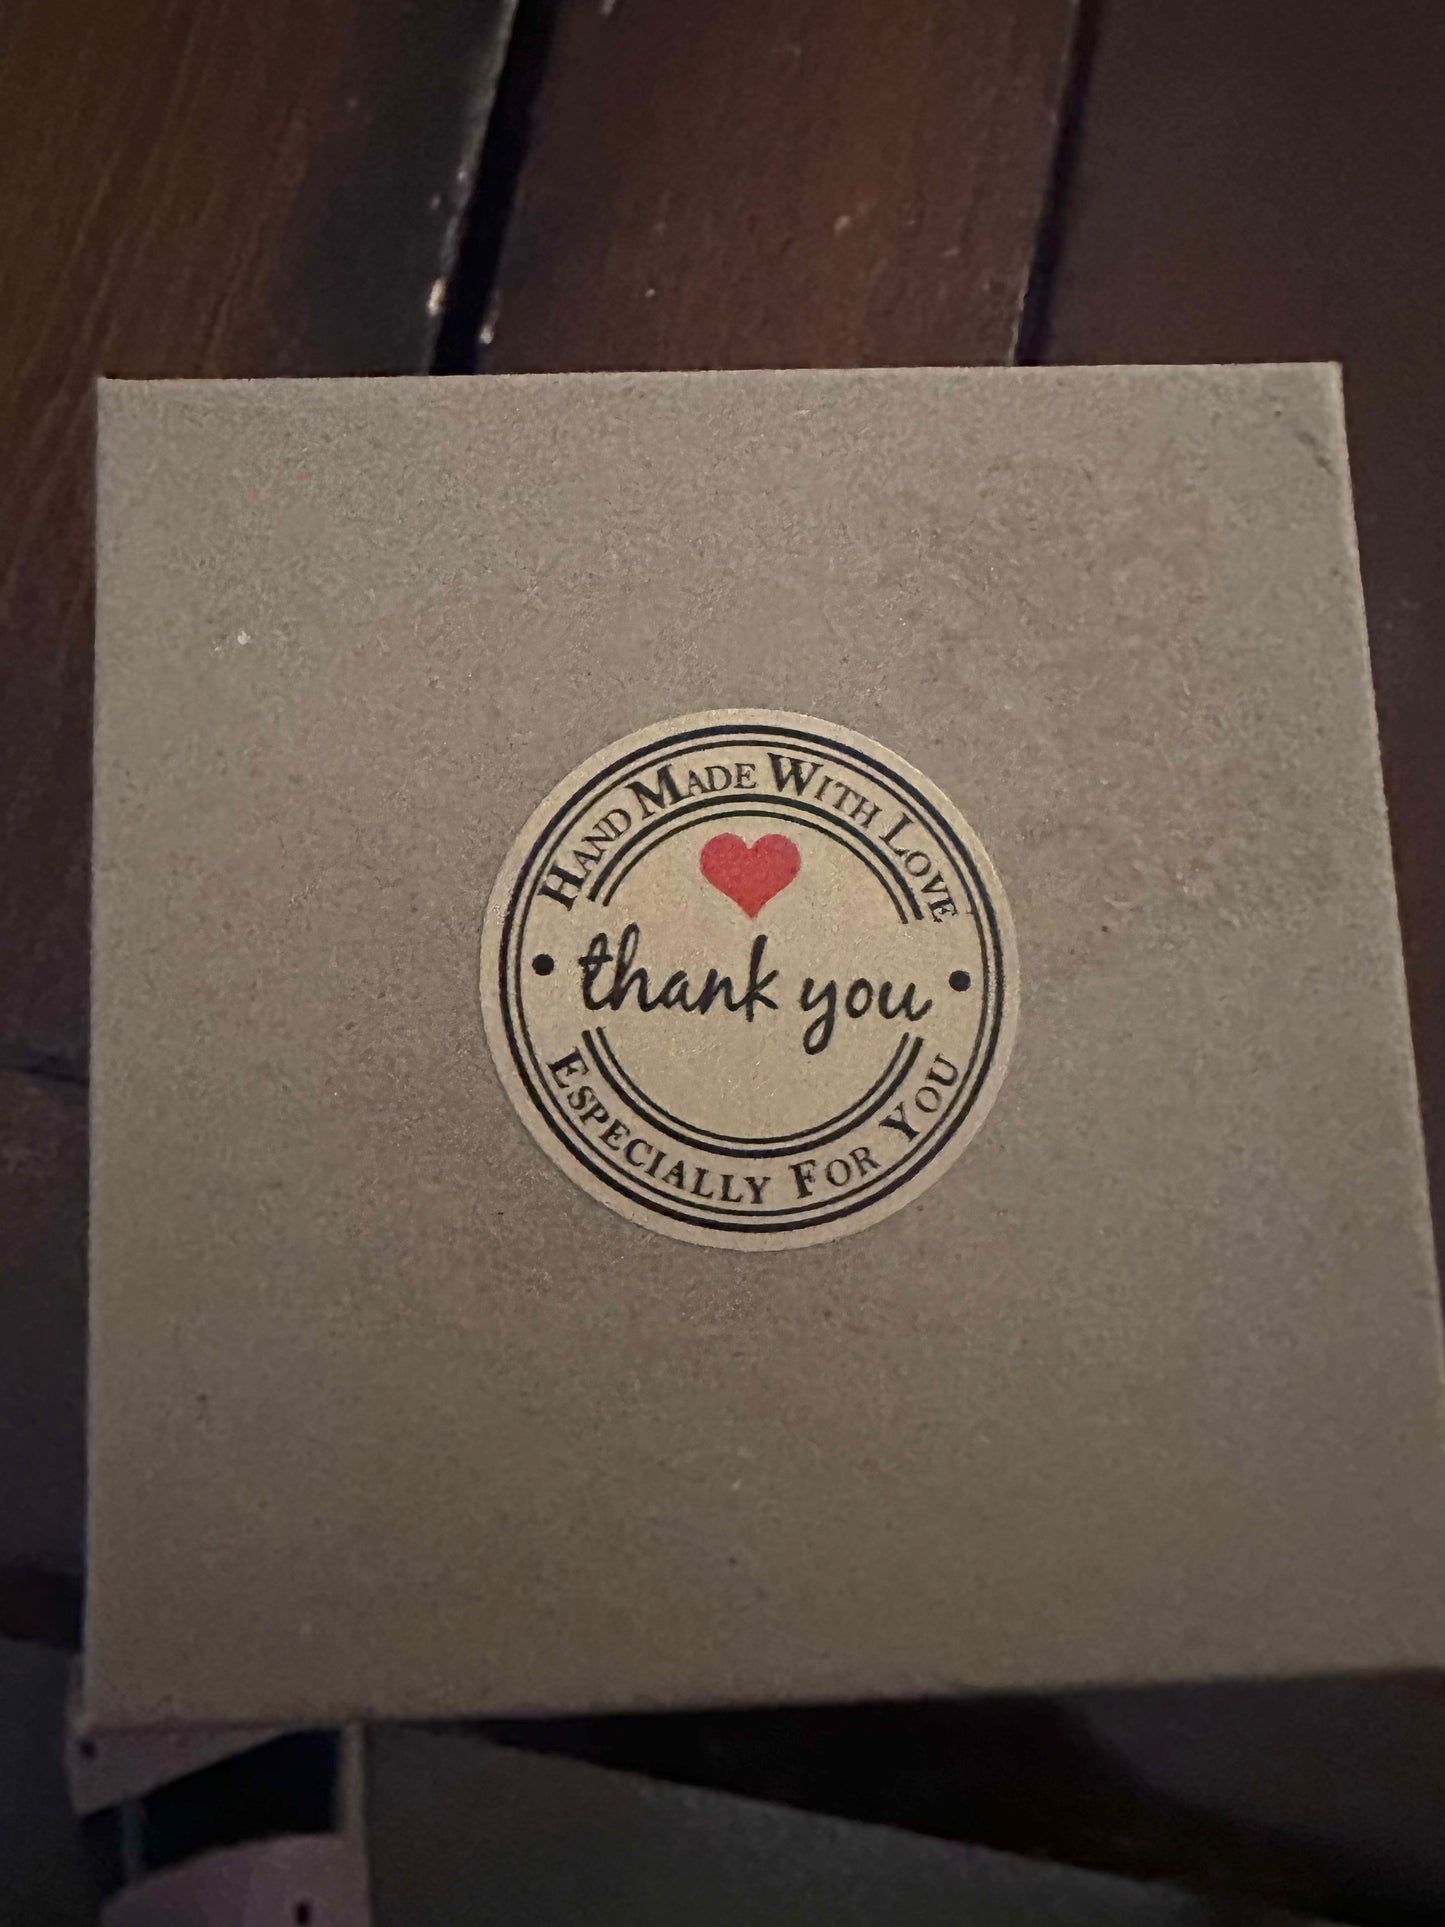 HAND MADE WITH LOVE
thank you
ESPECIALLY FOR YOU